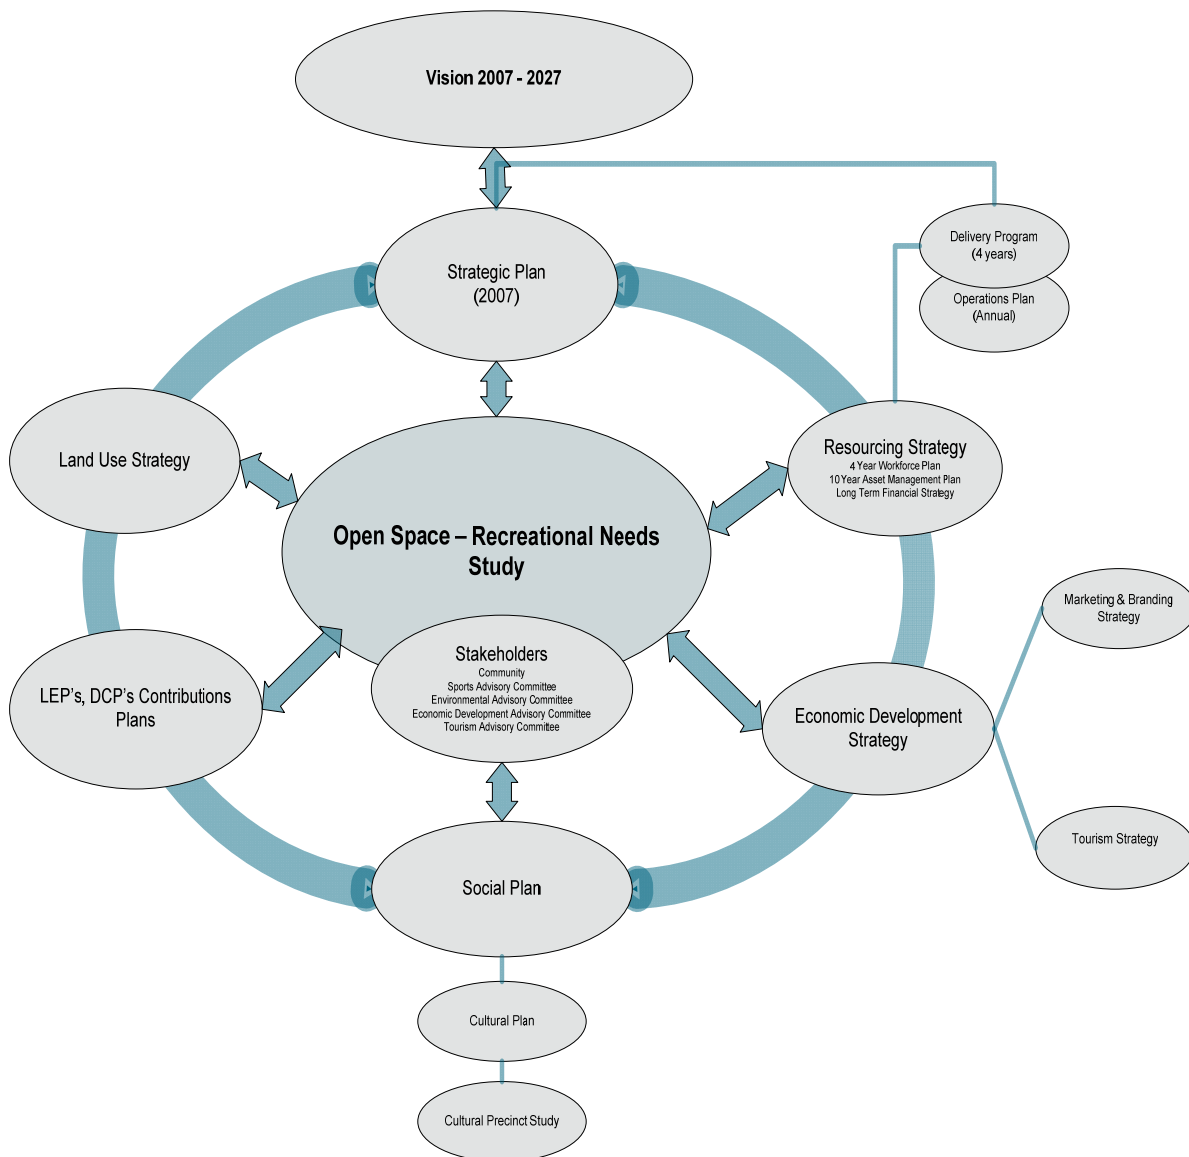 Vision 2007 - 2027
Strategic Plan
(2007)
Delivery Program
(4 years)
Operations Plan
(Annual)
Land Use Strategy
Resourcing Strategy
4 Year Workforce Plan
10 Year Asset Management Plan
Long Term Financial Strategy
Open Space – Recreational Needs
Study
Marketing & Branding
Strategy
Stakeholders
Community
Sports Advisory Committee
Environmental Advisory Committee
Economic Development Advisory Committee
Tourism Advisory Committee
LEP's, DCP's Contributions
Plans
Economic Development
Strategy
Tourism Strategy
Social Plan
Cultural Plan
Cultural Precinct Study